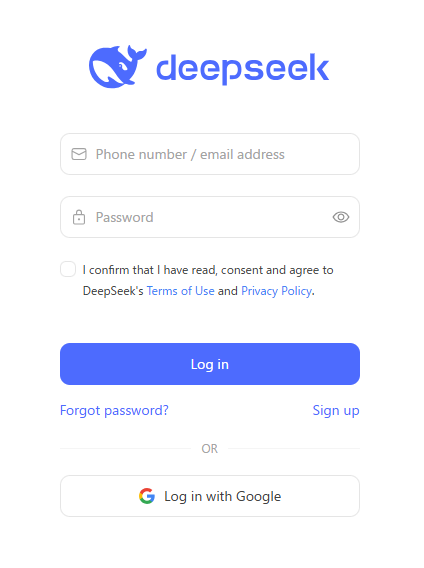 deepseek
Phone number / email address
Password
I confirm that I have read, consent and agree to
DeepSeek's Terms of Use and Privacy Policy.
Log in
Forgot password?
Sign up
OR
Log in with Google